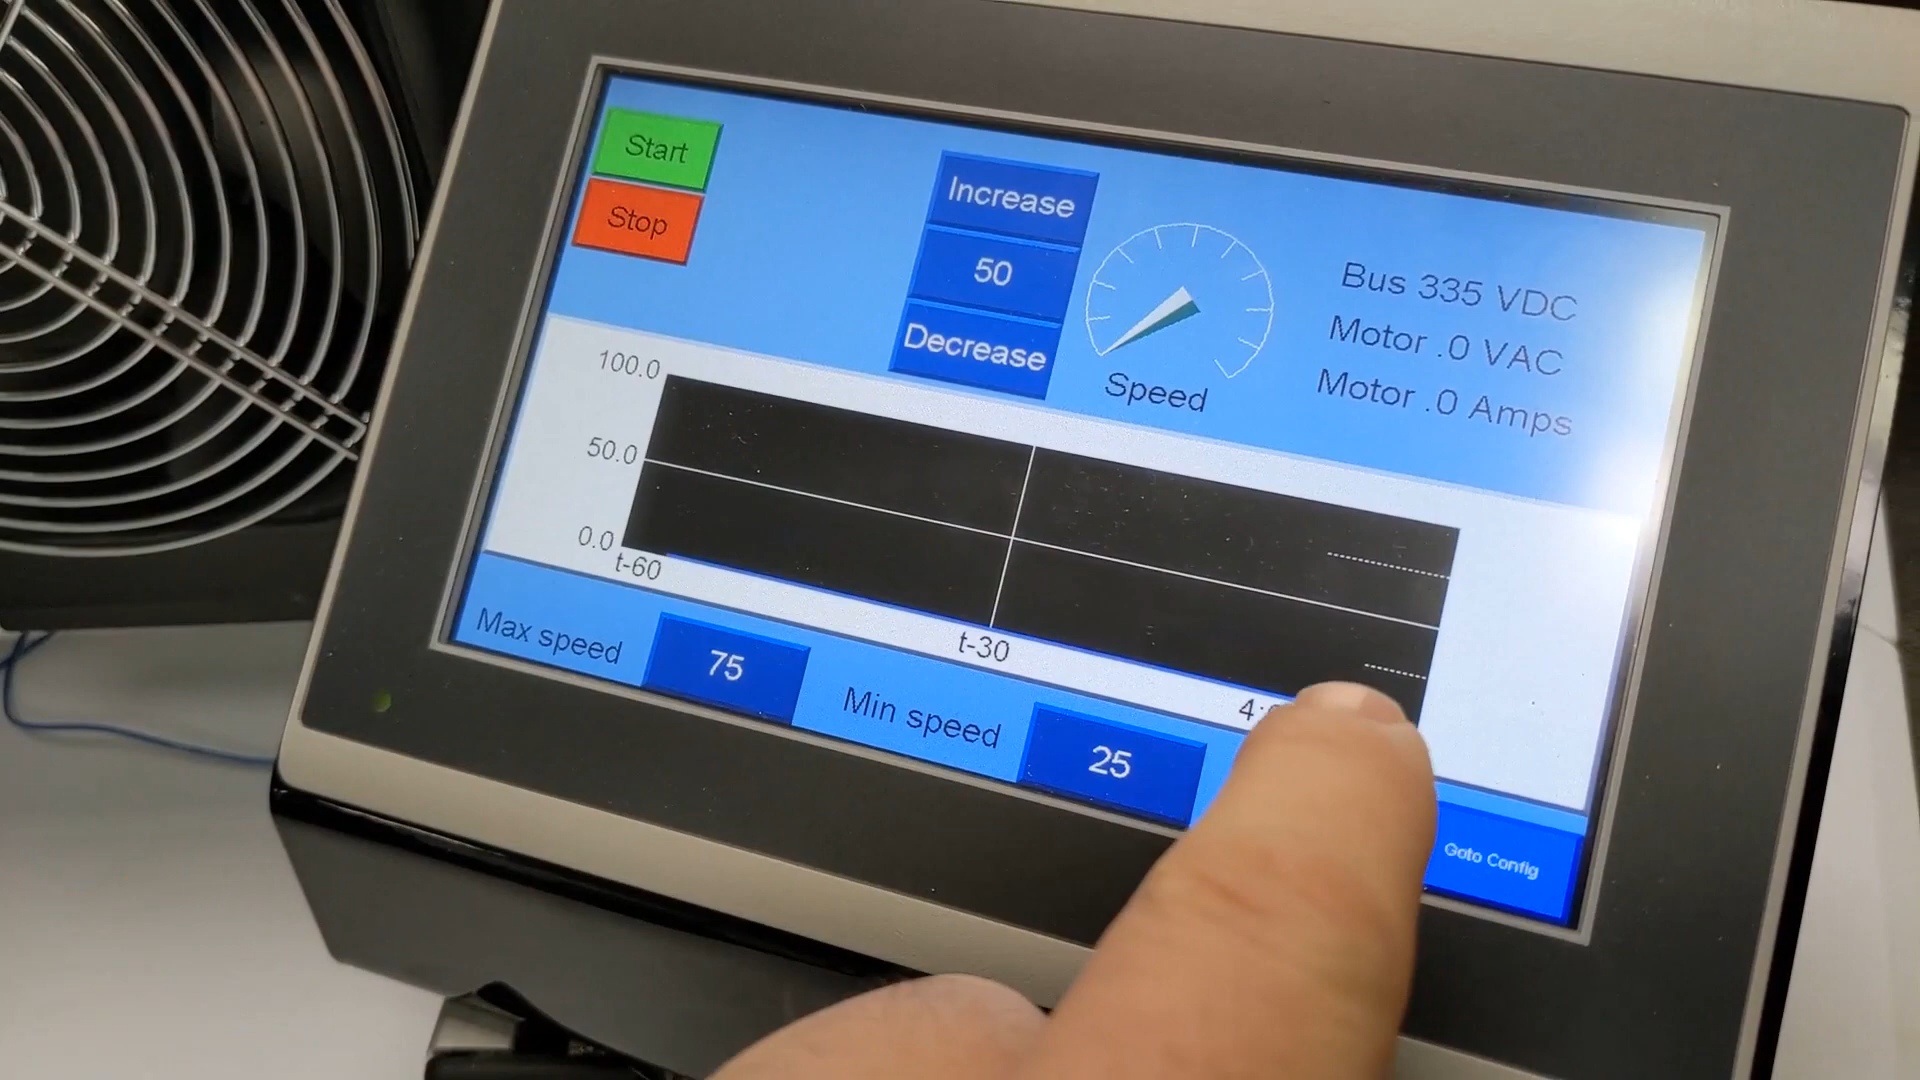 Start
Stop
Increase
50
Decrease
Speed
Bus 335 VDC
Motor .0 VAC
Motor .0 Amps
100.0
50.0
0.0
t-60
t-30
Max speed
75
Min speed
25
Goto Config